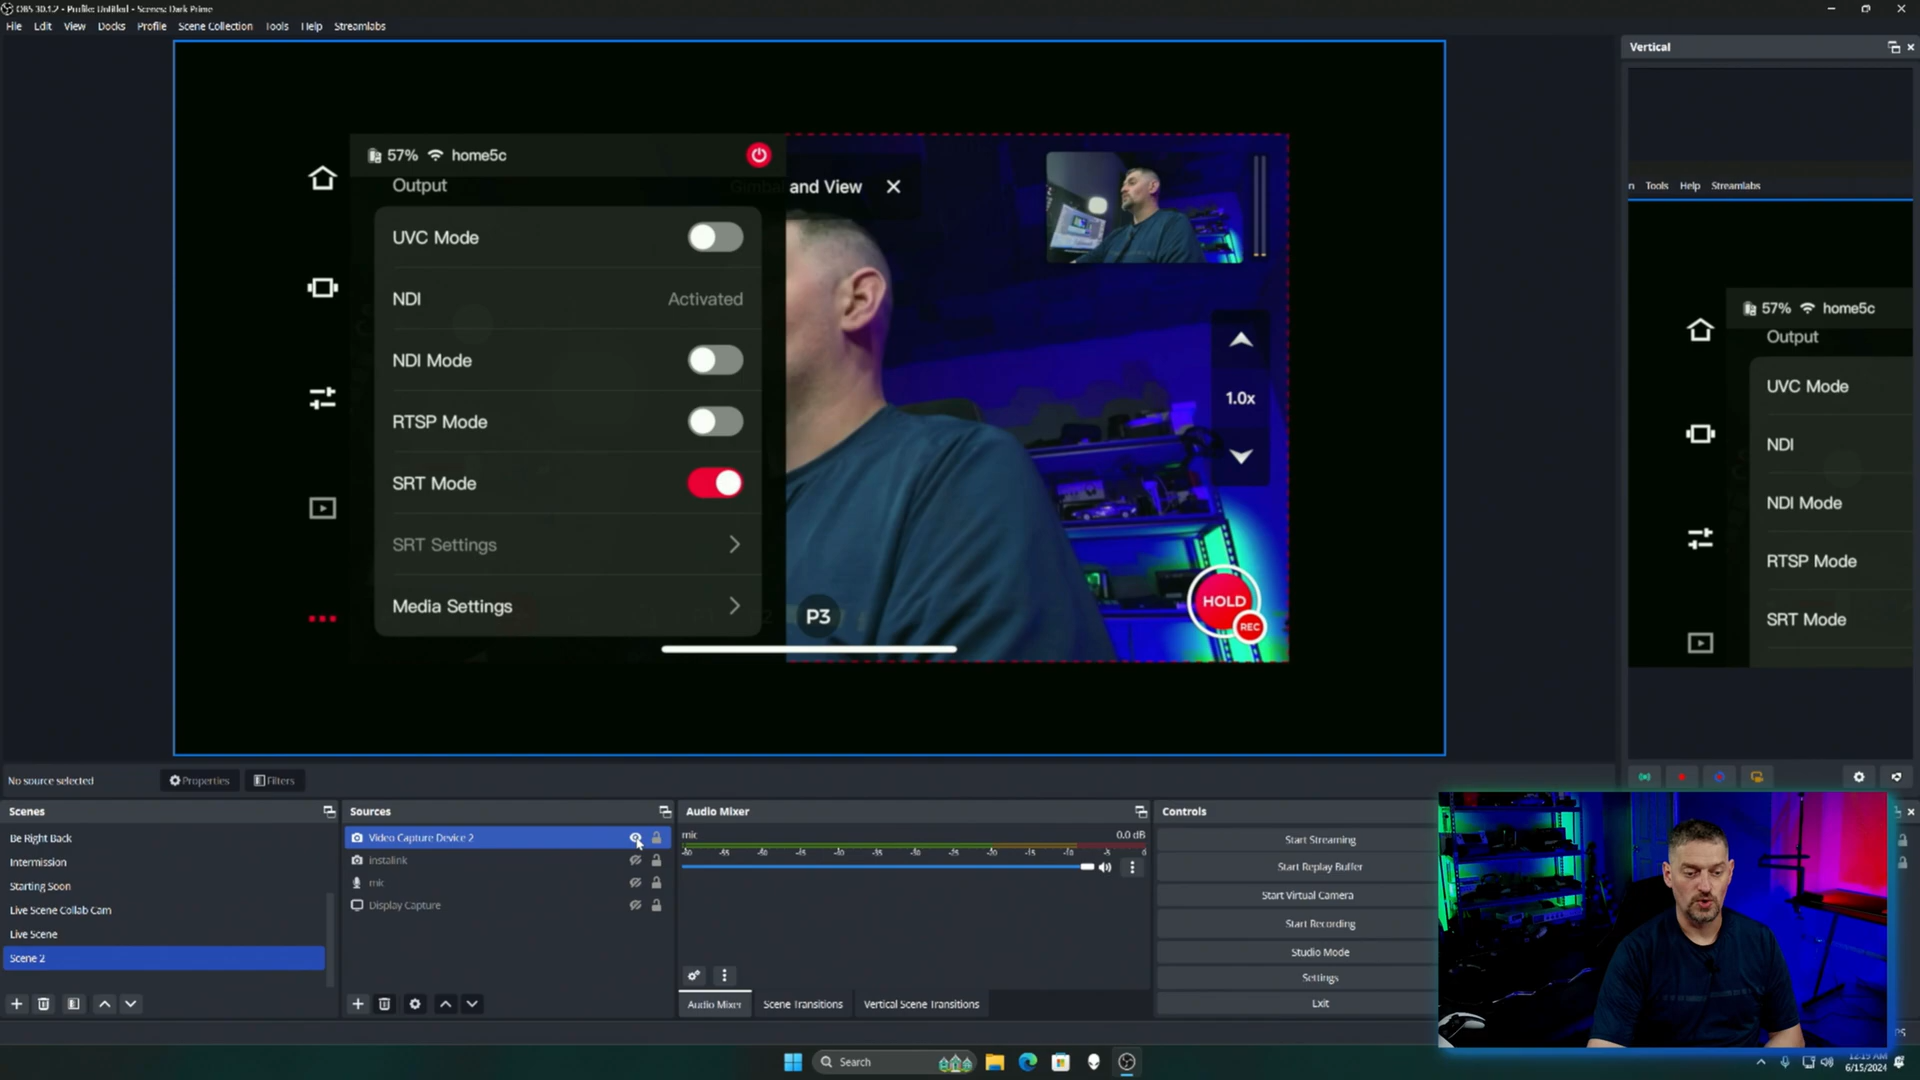 OBS 30.1.2 - Profile: Untitled - Scenes: Dark Prime
File Edit View Docks Profile Scene Collection Tools Help Streamlabs
57% home5c
Output
Gimbal and View
UVC Mode
NDI Activated
NDI Mode
RTSP Mode
SRT Mode
SRT Settings
Media Settings
P3
1.0x
HOLD
REC
Vertical
n Tools Help Streamlabs
57% home5c
Output
UVC Mode
NDI
NDI Mode
RTSP Mode
SRT Mode
No source selected Properties Filters
Scenes
Be Right Back
Intermission
Starting Soon
Live Scene Collab Cam
Live Scene
Scene 2
Sources
Video Capture Device 2
instalink
mic
Display Capture
Audio Mixer
mic 0.0 dB
Audio Mixer Scene Transitions Vertical Scene Transitions
Controls
Start Streaming
Start Replay Buffer
Start Virtual Camera
Start Recording
Studio Mode
Settings
Exit
Search
12:19 AM
6/15/2024